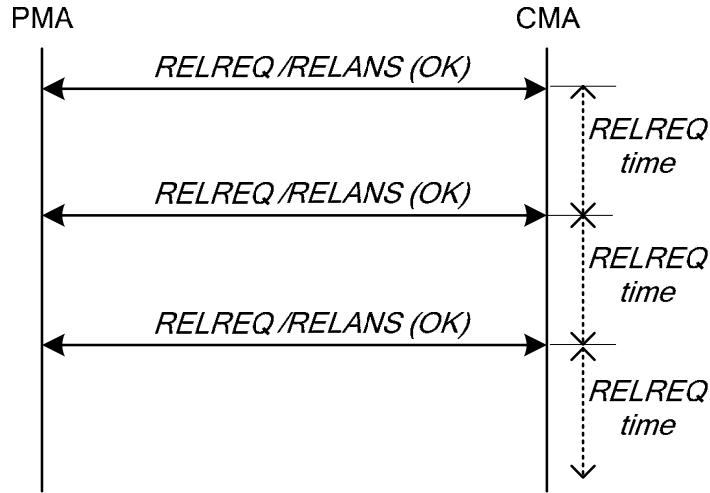 PMA
CMA
RELREQ /RELANS (OK)
RELREQ
time
RELREQ /RELANS (OK)
RELREQ
time
RELREQ /RELANS (OK)
RELREQ
time